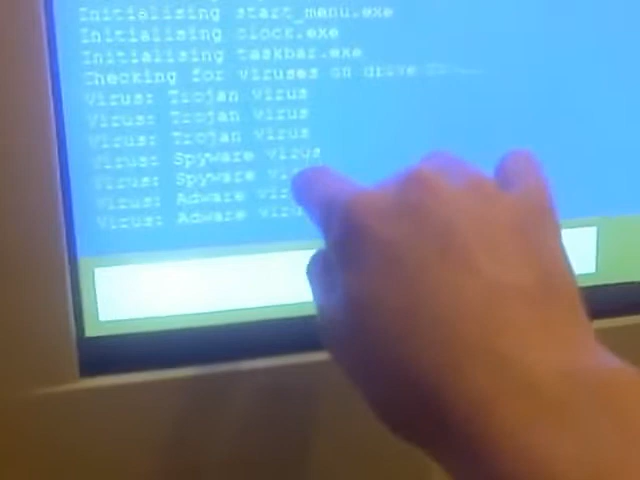 Initialising start_menu.exe
Initialising clock.exe
Initialising taskbar.exe
Checking for viruses on drive
Virus: Trojan virus
Virus: Trojan virus
Virus: Trojan virus
Virus: Spyware virus
Virus: Spyware
Virus: Adware
Virus: Adware